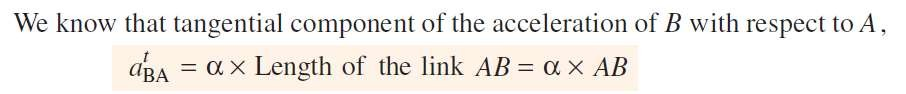 We know that tangential component of the acceleration of B with respect to A,
a^t_BA = α × Length of the link AB = α × AB